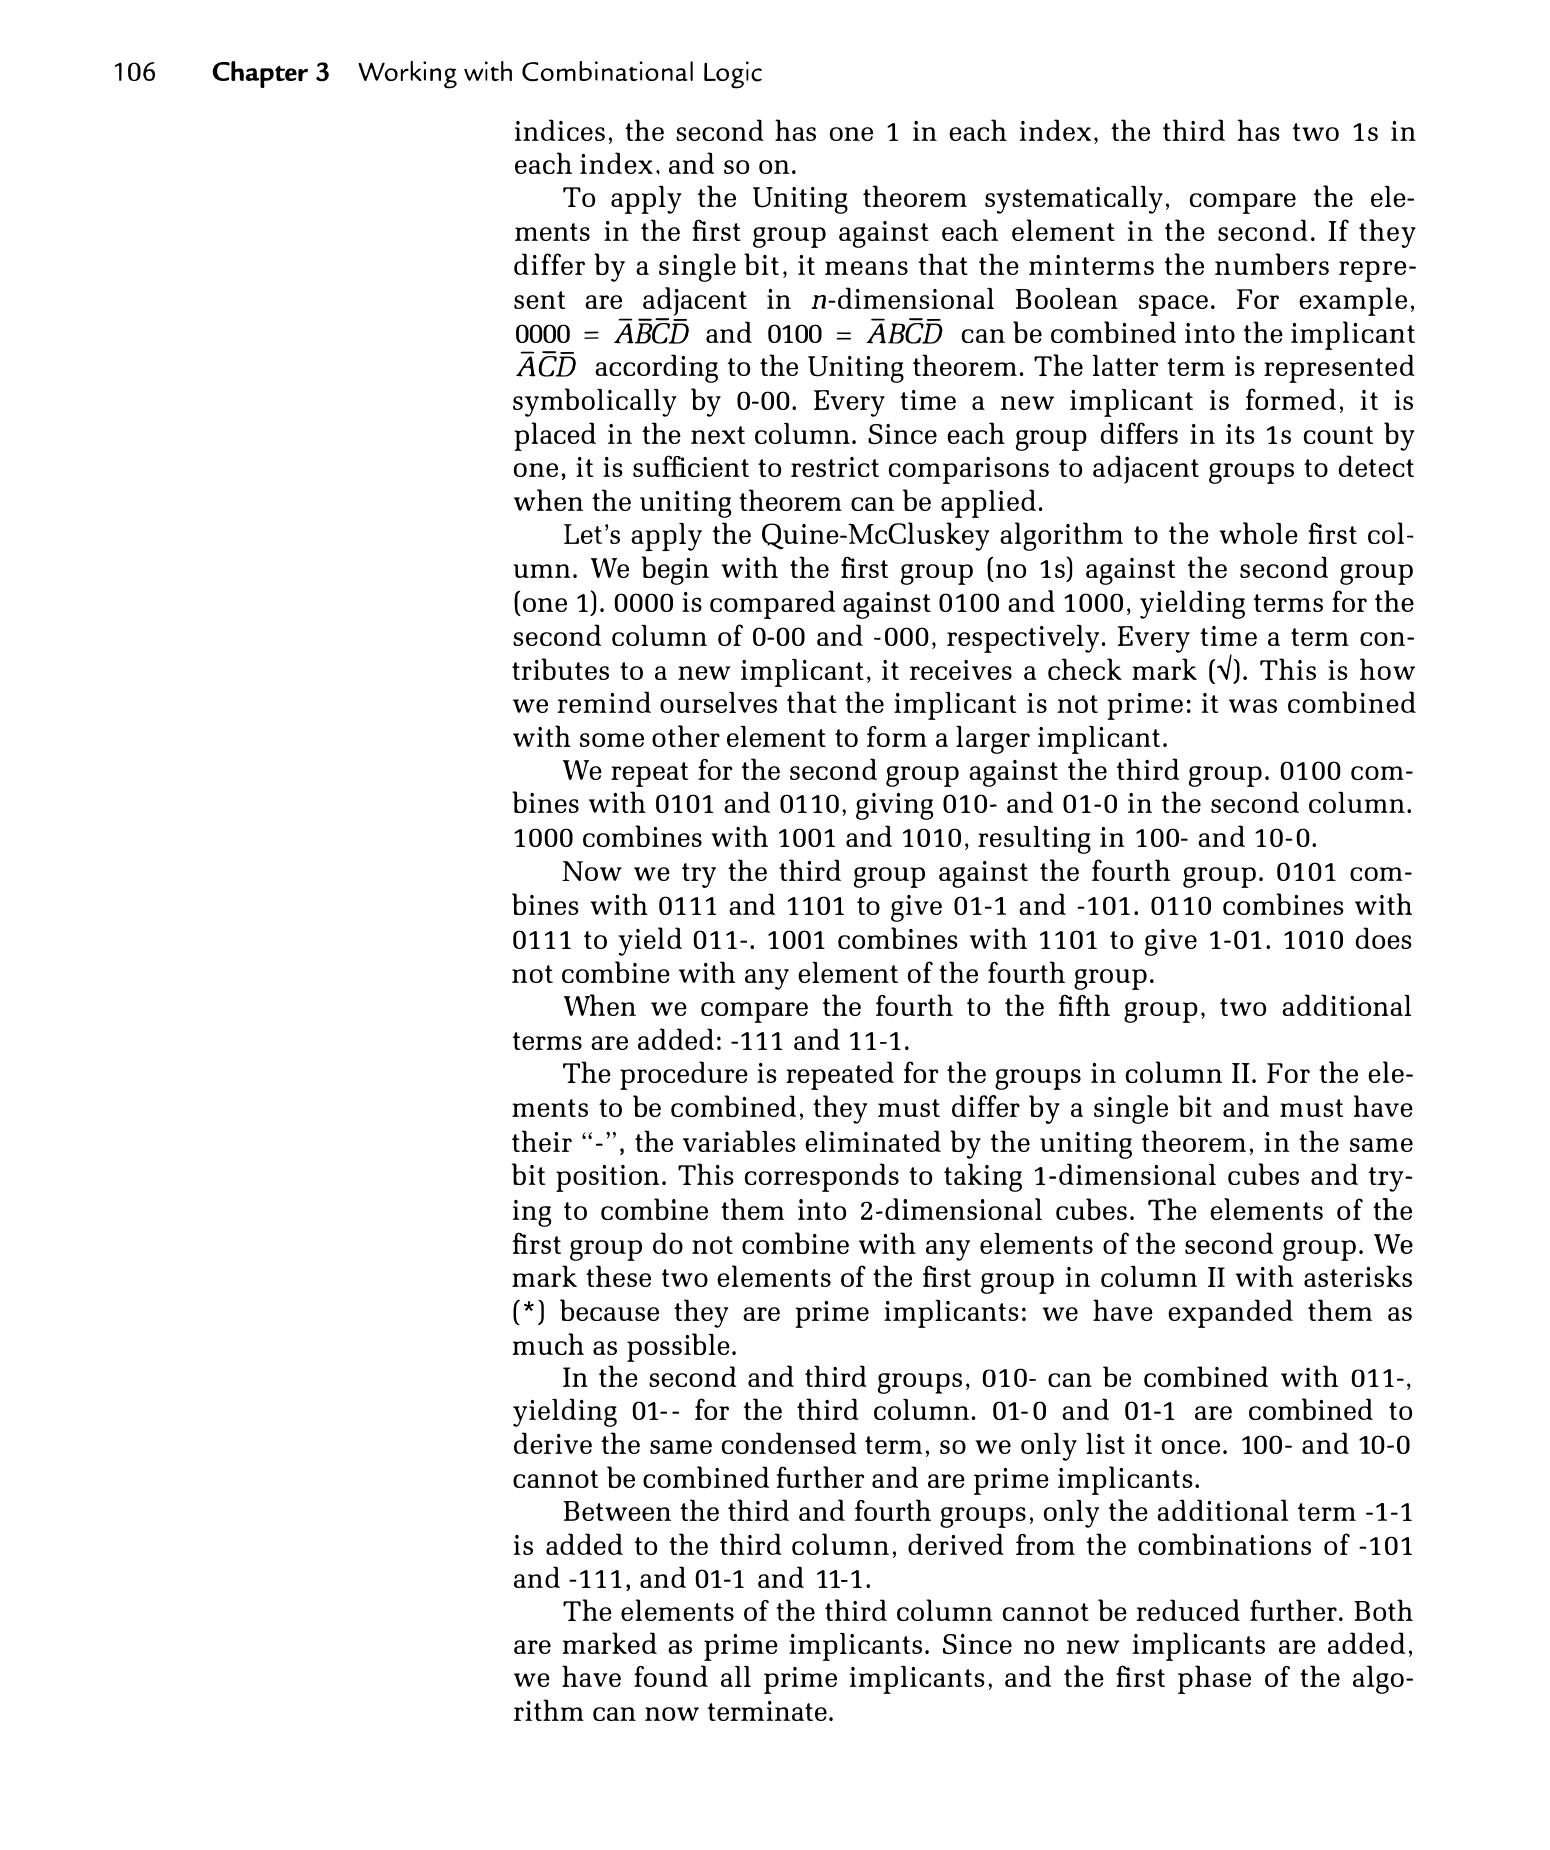 106 Chapter 3 Working with Combinational Logic
indices, the second has one 1 in each index, the third has two 1s in
each index, and so on.
To apply the Uniting theorem systematically, compare the ele-
ments in the first group against each element in the second. If they
differ by a single bit, it means that the minterms the numbers repre-
sent are adjacent in n-dimensional Boolean space. For example,
0000 = A̅B̅C̅D̅ and 0100 = A̅BC̅D̅ can be combined into the implicant
A̅C̅D̅ according to the Uniting theorem. The latter term is represented
symbolically by 0-00. Every time a new implicant is formed, it is
placed in the next column. Since each group differs in its 1s count by
one, it is sufficient to restrict comparisons to adjacent groups to detect
when the uniting theorem can be applied.
Let's apply the Quine-McCluskey algorithm to the whole first col-
umn. We begin with the first group (no 1s) against the second group
(one 1). 0000 is compared against 0100 and 1000, yielding terms for the
second column of 0-00 and -000, respectively. Every time a term con-
tributes to a new implicant, it receives a check mark (√). This is how
we remind ourselves that the implicant is not prime: it was combined
with some other element to form a larger implicant.
We repeat for the second group against the third group. 0100 com-
bines with 0101 and 0110, giving 010- and 01-0 in the second column.
1000 combines with 1001 and 1010, resulting in 100- and 10-0.
Now we try the third group against the fourth group. 0101 com-
bines with 0111 and 1101 to give 01-1 and -101. 0110 combines with
0111 to yield 011-. 1001 combines with 1101 to give 1-01. 1010 does
not combine with any element of the fourth group.
When we compare the fourth to the fifth group, two additional
terms are added: -111 and 11-1.
The procedure is repeated for the groups in column II. For the ele-
ments to be combined, they must differ by a single bit and must have
their “-”, the variables eliminated by the uniting theorem, in the same
bit position. This corresponds to taking 1-dimensional cubes and try-
ing to combine them into 2-dimensional cubes. The elements of the
first group do not combine with any elements of the second group. We
mark these two elements of the first group in column II with asterisks
(*) because they are prime implicants: we have expanded them as
much as possible.
In the second and third groups, 010- can be combined with 011-,
yielding 01-- for the third column. 01-0 and 01-1 are combined to
derive the same condensed term, so we only list it once. 100- and 10-0
cannot be combined further and are prime implicants.
Between the third and fourth groups, only the additional term -1-1
is added to the third column, derived from the combinations of -101
and -111, and 01-1 and 11-1.
The elements of the third column cannot be reduced further. Both
are marked as prime implicants. Since no new implicants are added,
we have found all prime implicants, and the first phase of the algo-
rithm can now terminate.